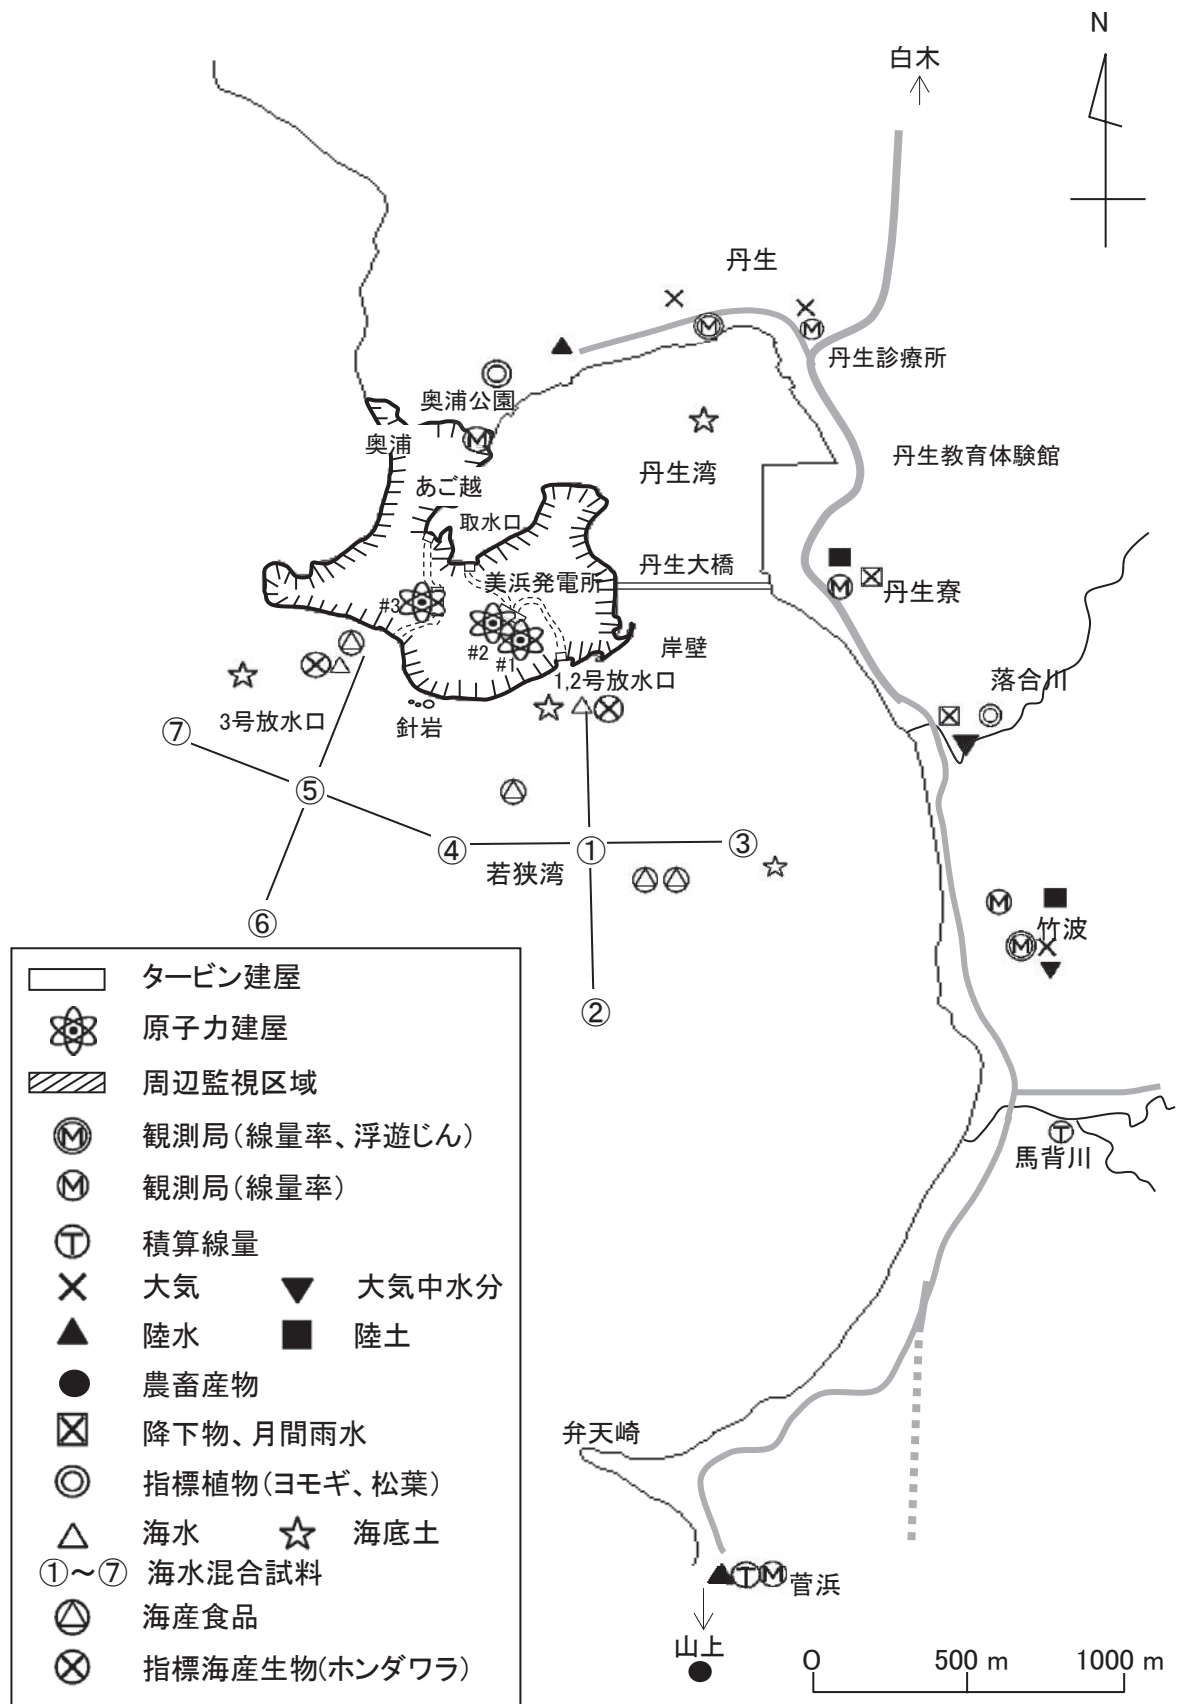 N
白木
丹生
丹生診療所
奥浦公園
奥浦
丹生教育体験館
丹生湾
あご越
取水口
丹生大橋
美浜発電所
丹生寮
#3
#2
#1
岸壁
1,2号放水口
落合川
3号放水口
針岩
⑦
⑤
④
①
③
若狭湾
⑥
竹波
②
馬背川
弁天崎
菅浜
山上
タービン建屋
原子力建屋
周辺監視区域
M 観測局(線量率、浮遊じん)
M 観測局(線量率)
T 積算線量
大気 大気中水分
陸水 陸土
農畜産物
降下物、月間雨水
指標植物(ヨモギ、松葉)
海水 海底土
①~⑦ 海水混合試料
海産食品
指標海産生物(ホンダワラ)
O 500 m 1000 m